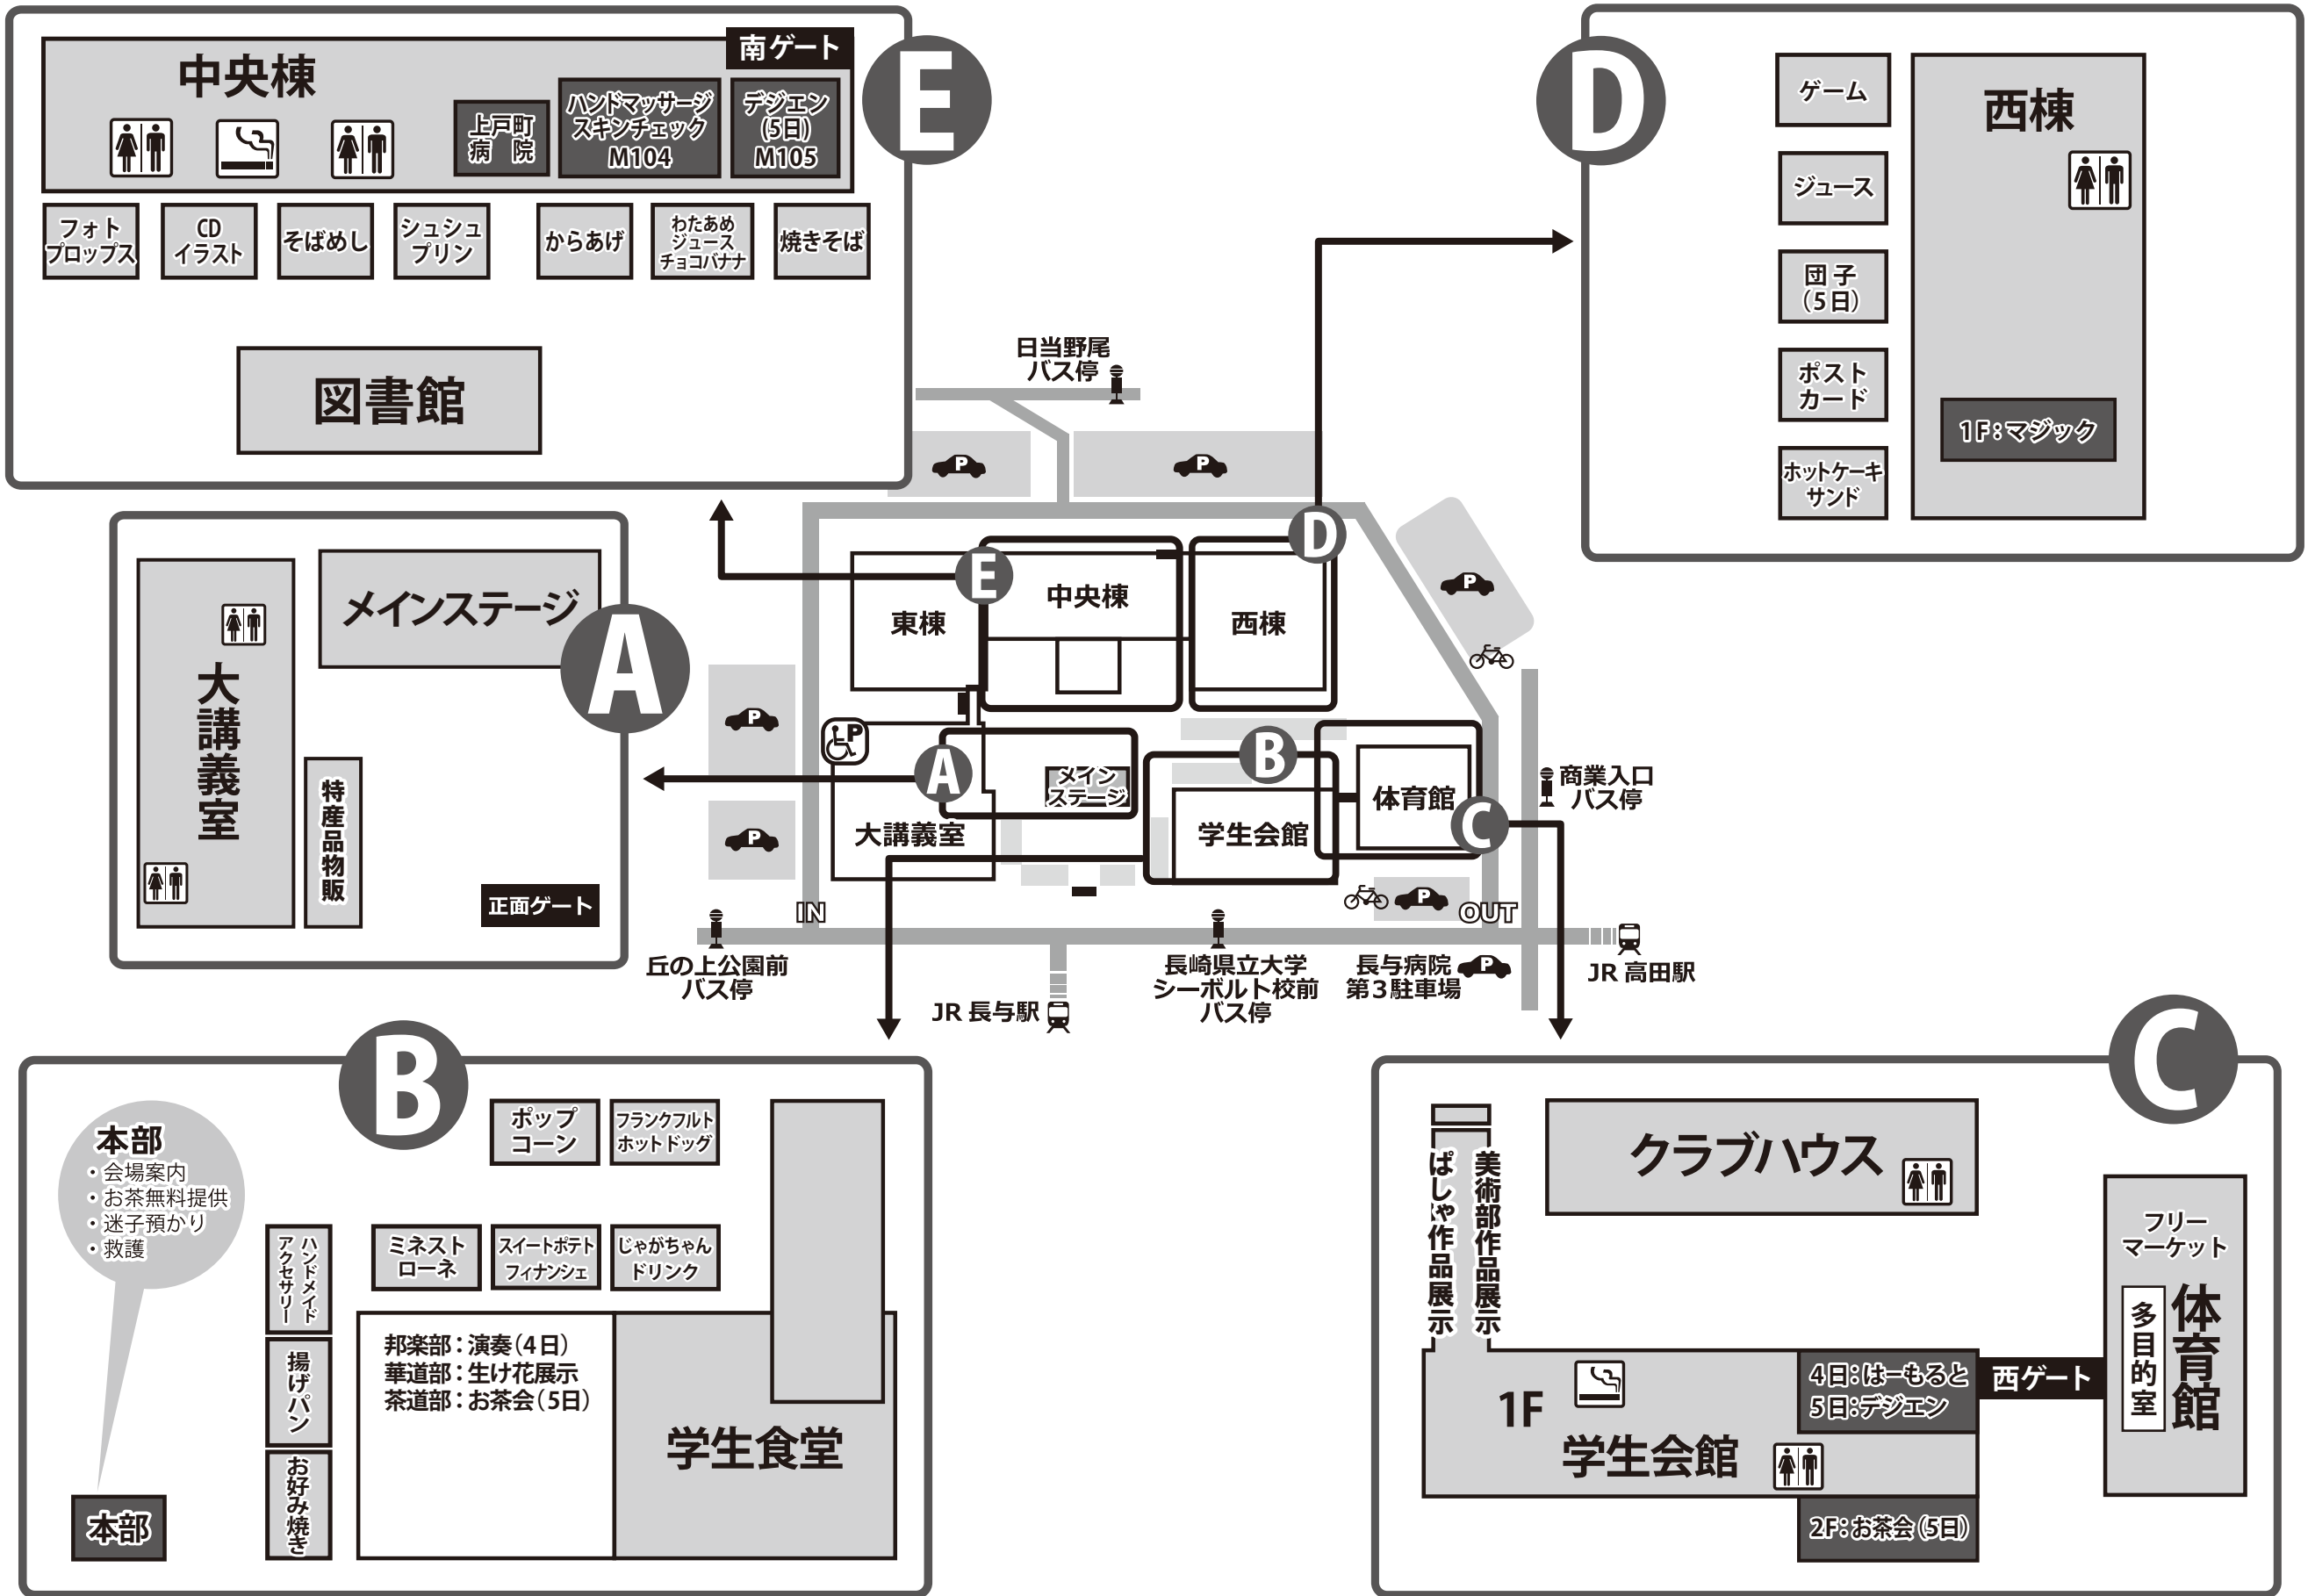 E
中央棟
南ゲート
上戸町
病院
ハンドマッサージ
スキンチェック
M104
デジエン
(5日)
M105
フォト
プロップス
CD
イラスト
そばめし
シュシュ
プリン
からあげ
わたあめ
ジュース
チョコバナナ
焼きそば
図書館
D
ゲーム
ジュース
団子
(5日)
ポスト
カード
ホットケーキ
サンド
西棟
1F:マジック
A
大講義室
メインステージ
特産品物販
正面ゲート
日当野尾
バス停
P
P
P
P
P
P
P
P
E
D
東棟
中央棟
西棟
A
B
C
メイン
ステージ
大講義室
学生会館
体育館
商業入口
バス停
IN
OUT
丘の上公園前
バス停
JR 長与駅
長崎県立大学
シーボルト校前
バス停
長与病院
第3駐車場
P
JR 高田駅
B
本部
・会場案内
・お茶無料提供
・迷子預かり
・救護
本部
ポップ
コーン
フランクフルト
ホットドッグ
ハンドメイド
アクセサリー
ミネスト
ローネ
スイートポテト
フィナンシェ
じゃがちゃん
ドリンク
揚げパン
お好み焼き
邦楽部:演奏(4日)
華道部:生け花展示
茶道部:お茶会(5日)
学生食堂
C
美術部作品展示
ぱしゃ作品展示
クラブハウス
フリー
マーケット
多目的室
体育館
西ゲート
4日:はーもると
5日:デジエン
1F
学生会館
2F:お茶会(5日)